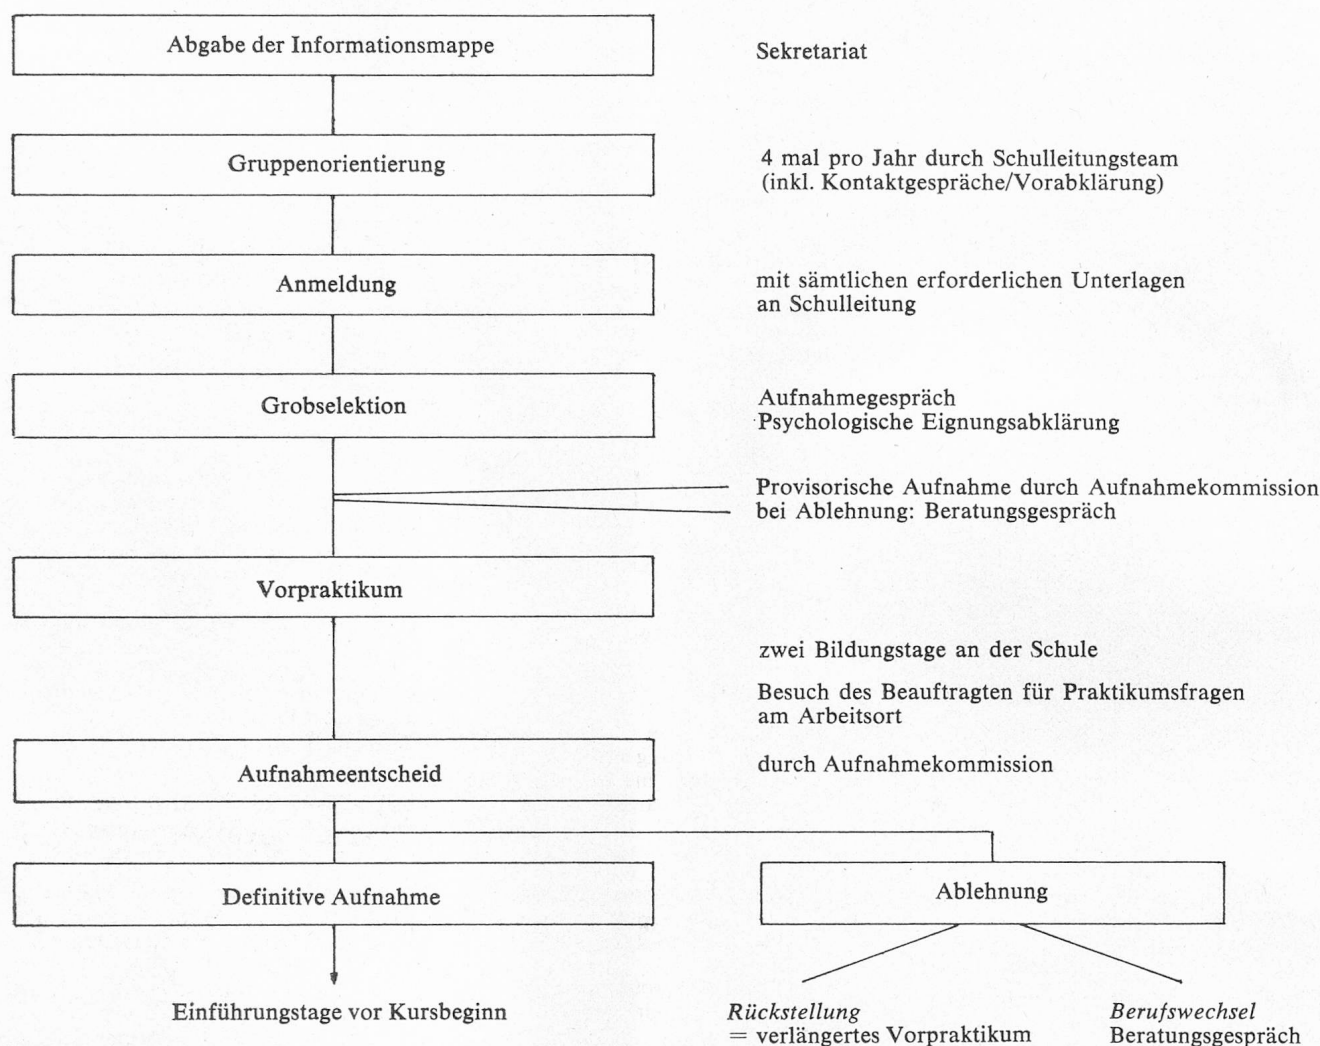 Abgabe der Informationsmappe
Sekretariat
Gruppenorientierung
4 mal pro Jahr durch Schulleitungsteam
(inkl. Kontaktgespräche/Vorabklärung)
Anmeldung
mit sämtlichen erforderlichen Unterlagen
an Schulleitung
Grobselektion
Aufnahmegespräch
Psychologische Eignungsabklärung
Provisorische Aufnahme durch Aufnahmekommission
bei Ablehnung: Beratungsgespräch
Vorpraktikum
zwei Bildungstage an der Schule
Besuch des Beauftragten für Praktikumsfragen
am Arbeitsort
Aufnahmeentscheid
durch Aufnahmekommission
Definitive Aufnahme
Ablehnung
Einführungstage vor Kursbeginn
Rückstellung
= verlängertes Vorpraktikum
Berufswechsel
Beratungsgespräch